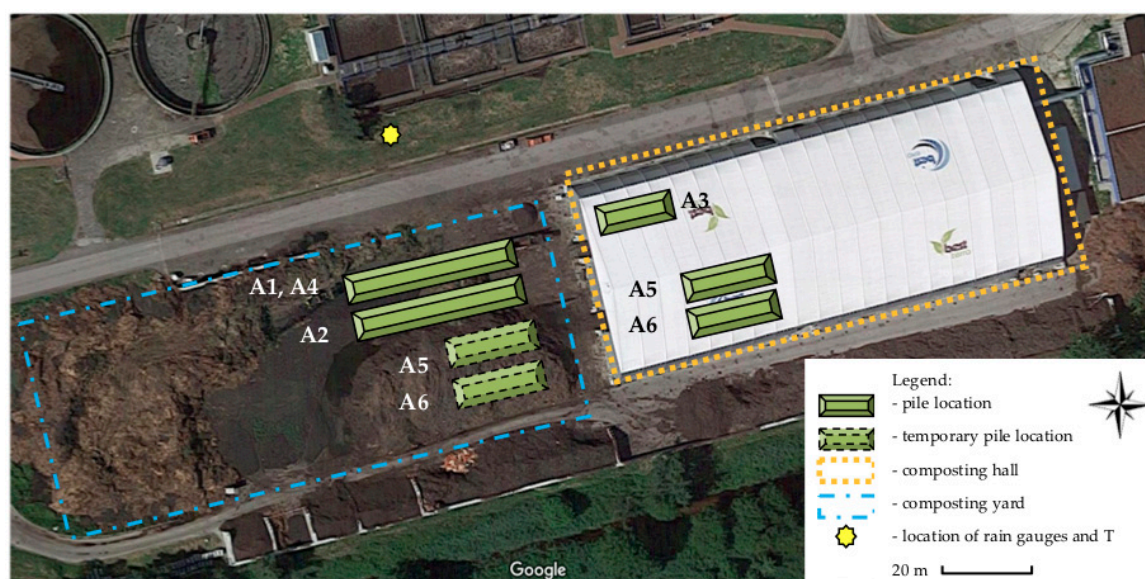 A3
A1, A4
A5
A2
A6
A5
A6
Legend:
- pile location
- temporary pile location
- composting hall
- composting yard
- location of rain gauges and T
20 m
Google